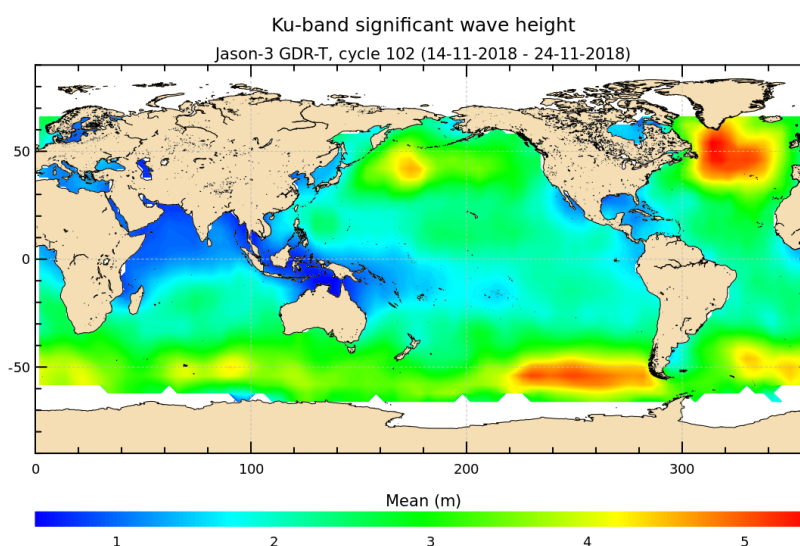 Ku-band significant wave height
Jason-3 GDR-T, cycle 102 (14-11-2018 - 24-11-2018)
50
0
-50
0 100 200 300
Mean (m)
1 2 3 4 5